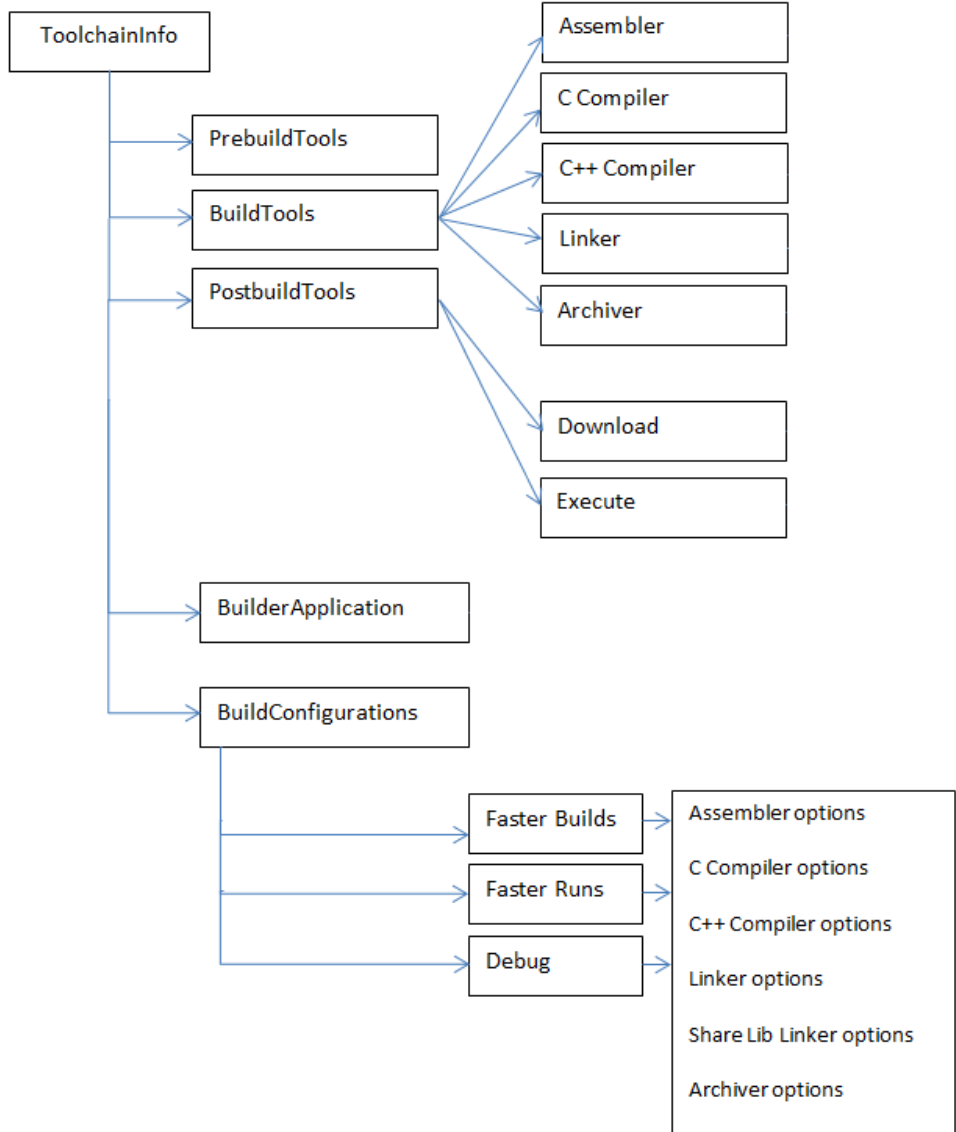 ToolchainInfo
Assembler
C Compiler
PrebuildTools
C++ Compiler
BuildTools
Linker
PostbuildTools
Archiver
Download
Execute
BuilderApplication
BuildConfigurations
Faster Builds
Assembler options
C Compiler options
Faster Runs
C++ Compiler options
Debug
Linker options
Share Lib Linker options
Archiver options